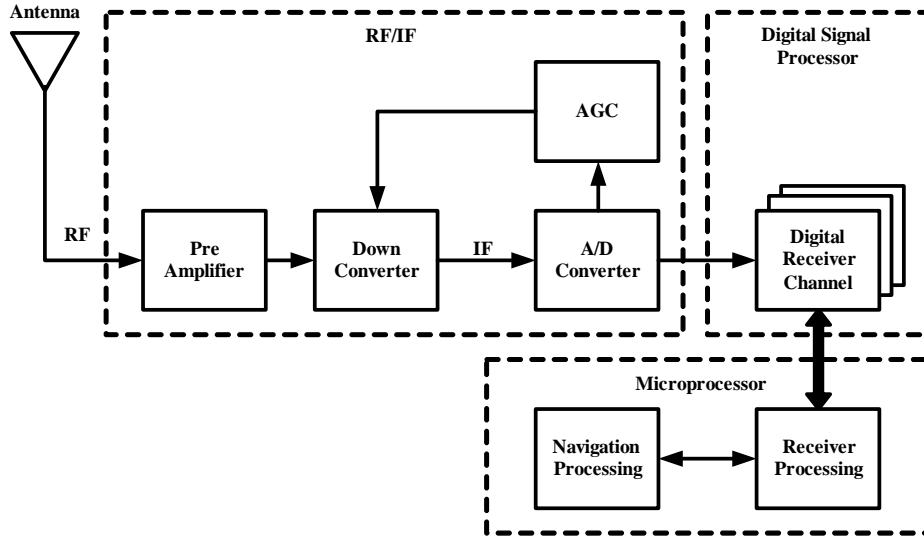 Antenna
RF/IF
Digital Signal
Processor
AGC
RF
Pre
Amplifier
Down
Converter
IF
A/D
Converter
Digital
Receiver
Channel
Microprocessor
Navigation
Processing
Receiver
Processing